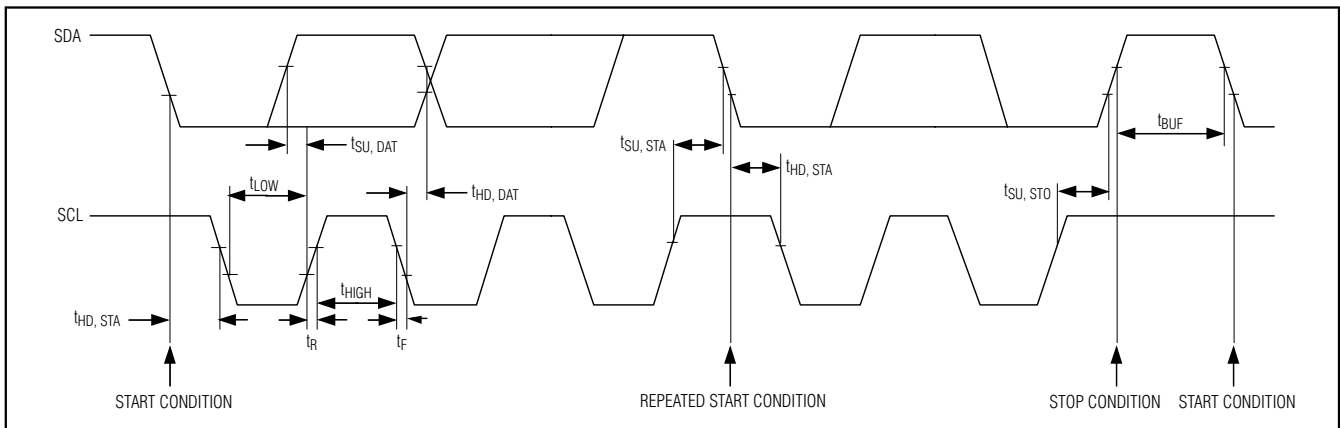 SDA
tSU, DAT
tSU, STA
tBUF
tLOW
tHD, DAT
tHD, STA
tSU, STO
SCL
tHIGH
tHD, STA
tR
tF
START CONDITION
REPEATED START CONDITION
STOP CONDITION
START CONDITION